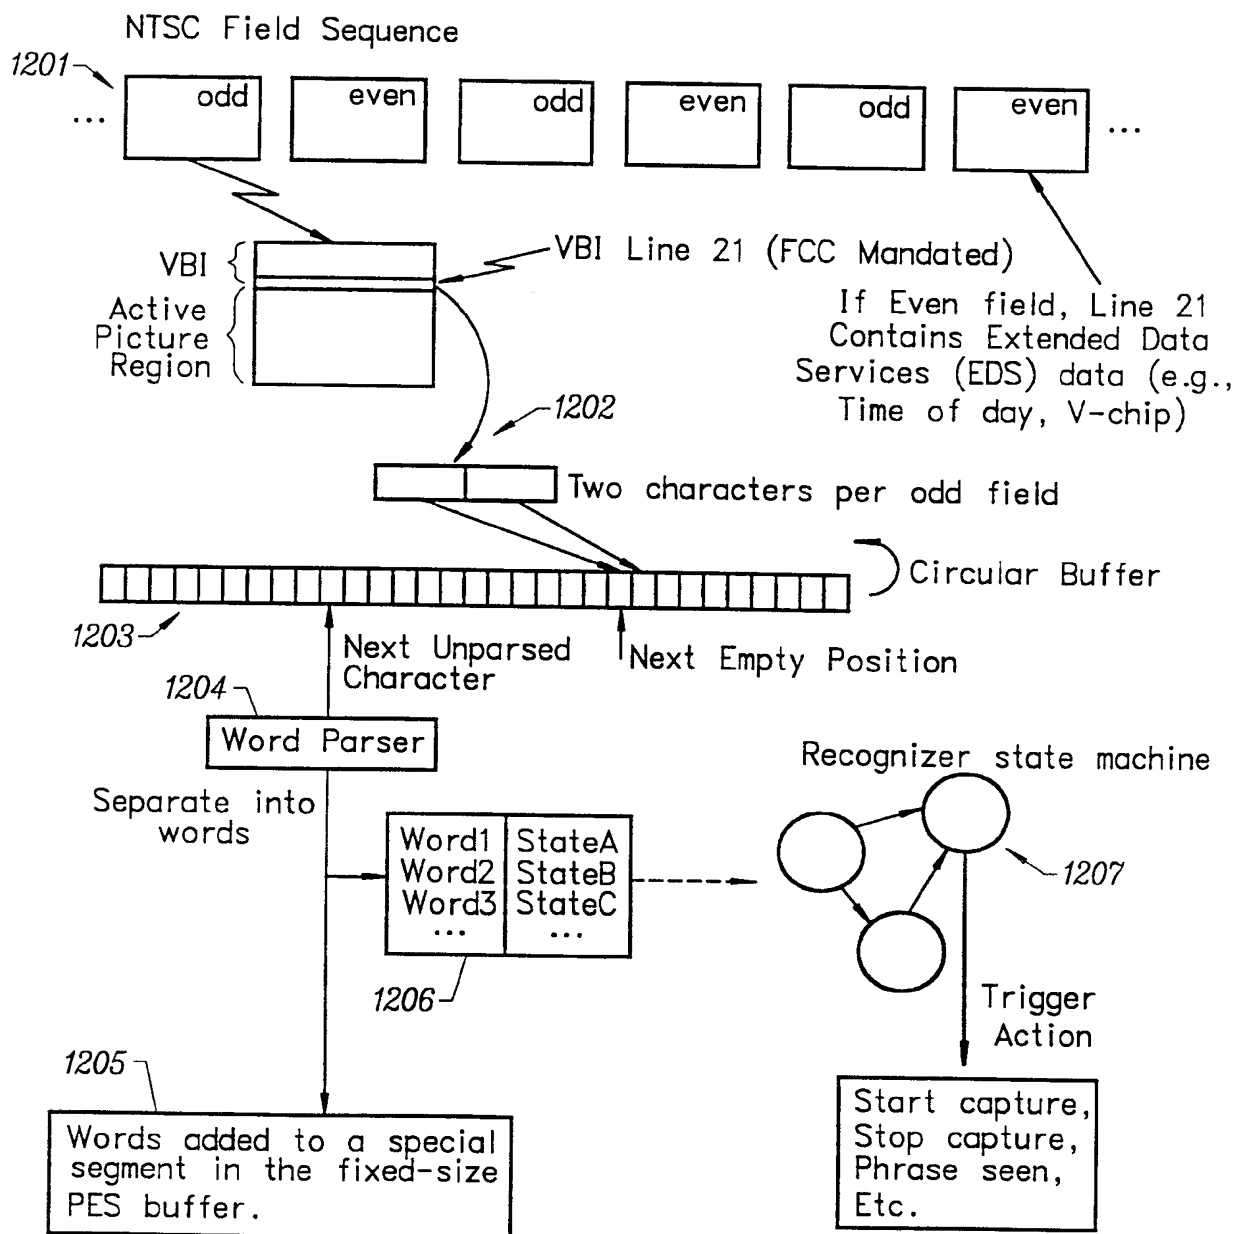 NTSC Field Sequence
1201
... odd even odd even odd even ...
VBI
VBI Line 21 (FCC Mandated)
Active
Picture
Region
If Even field, Line 21
Contains Extended Data
Services (EDS) data (e.g.,
Time of day, V-chip)
1202
Two characters per odd field
Circular Buffer
1203
Next Unparsed
Character
Next Empty Position
1204
Word Parser
Separate into
words
Word1 StateA
Word2 StateB
Word3 StateC
... ...
1206
Recognizer state machine
1207
Trigger
Action
1205
Words added to a special
segment in the fixed-size
PES buffer.
Start capture,
Stop capture,
Phrase seen,
Etc.